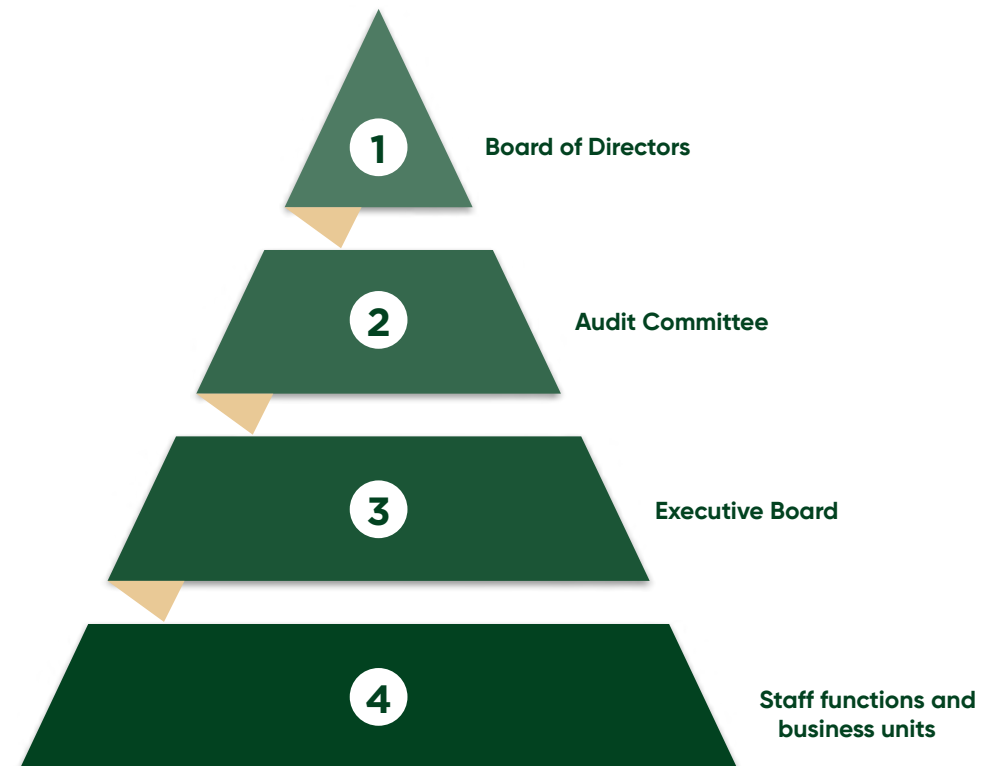 1
Board of Directors
2
Audit Committee
3
Executive Board
4
Staff functions and
business units